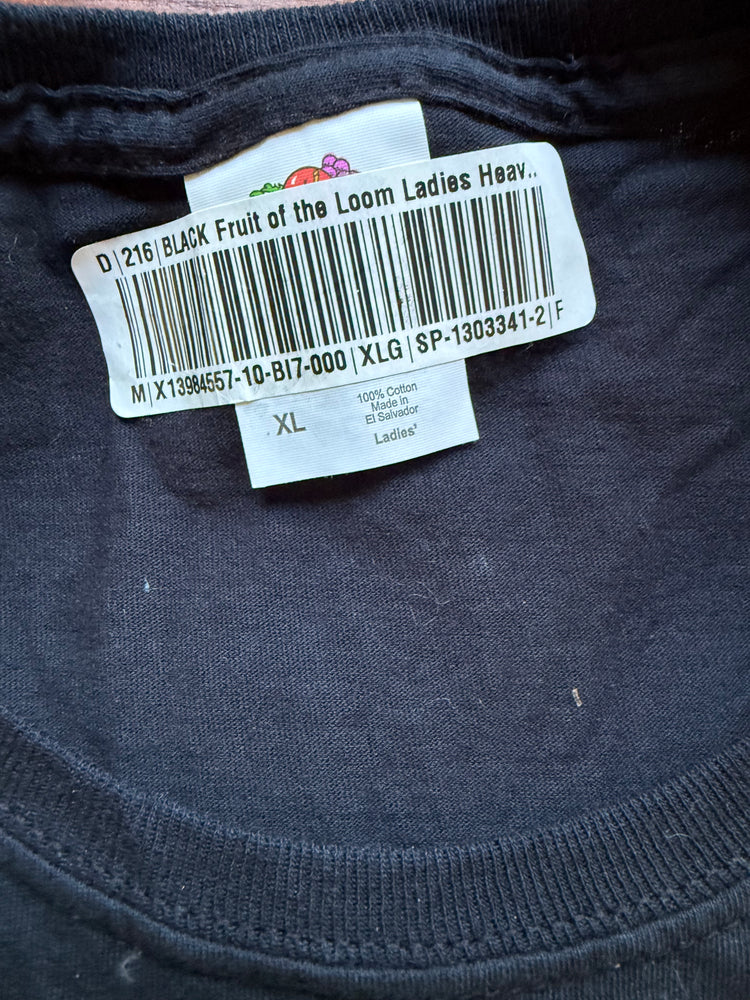 D|216|BLACK Fruit of the Loom Ladies Heav..
M|X13984557-10-BI7-000|XLG|SP-1303341-2|F
XL
100% Cotton
Made in
El Salvador
Ladies'